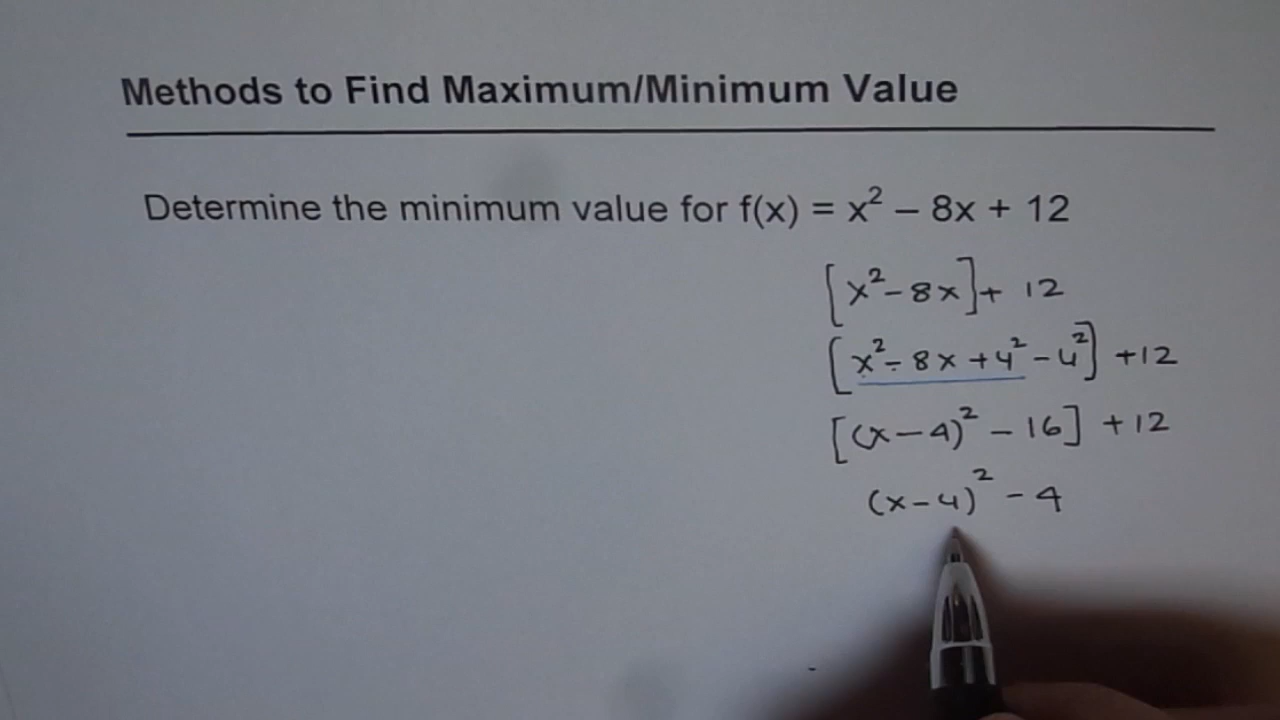 Methods to Find Maximum/Minimum Value
Determine the minimum value for f(x) = x² – 8x + 12
[x² - 8x] + 12
[x² - 8x + 4² - 4²] + 12
[(x - 4)² - 16] + 12
(x - 4)² - 4